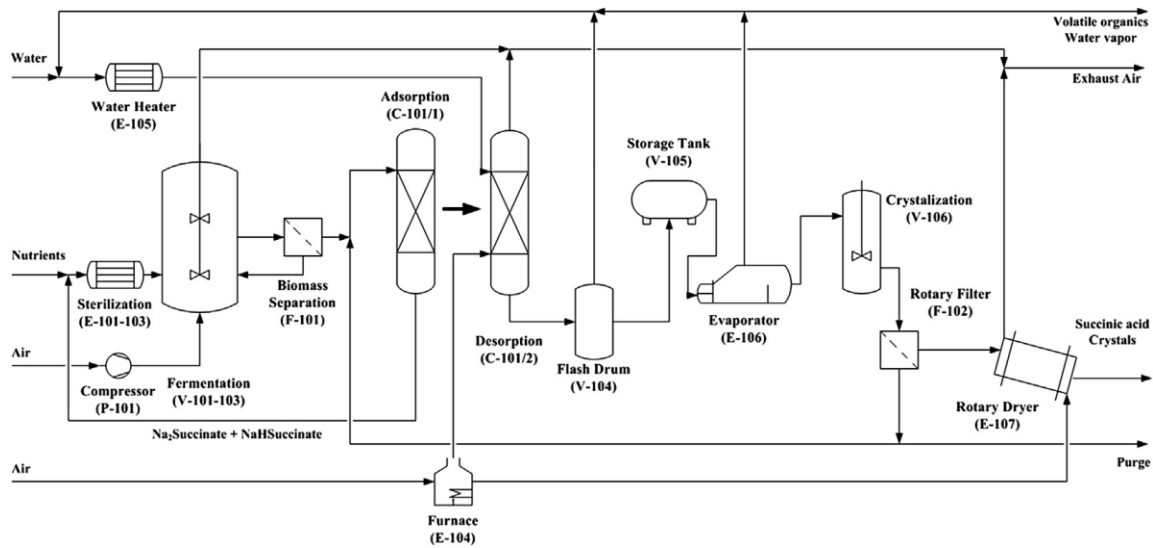 Volatile organics
Water vapor
Water
Exhaust Air
Water Heater
(E-105)
Adsorption
(C-101/1)
Storage Tank
(V-105)
Crystalization
(V-106)
Nutrients
Sterilization
(E-101-103)
Biomass
Separation
(F-101)
Desorption
(C-101/2)
Flash Drum
(V-104)
Evaporator
(E-106)
Rotary Filter
(F-102)
Succinic acid
Crystals
Air
Compressor
(P-101)
Fermentation
(V-101-103)
Rotary Dryer
(E-107)
Na₂Succinate + NaHSuccinate
Purge
Air
Furnace
(E-104)